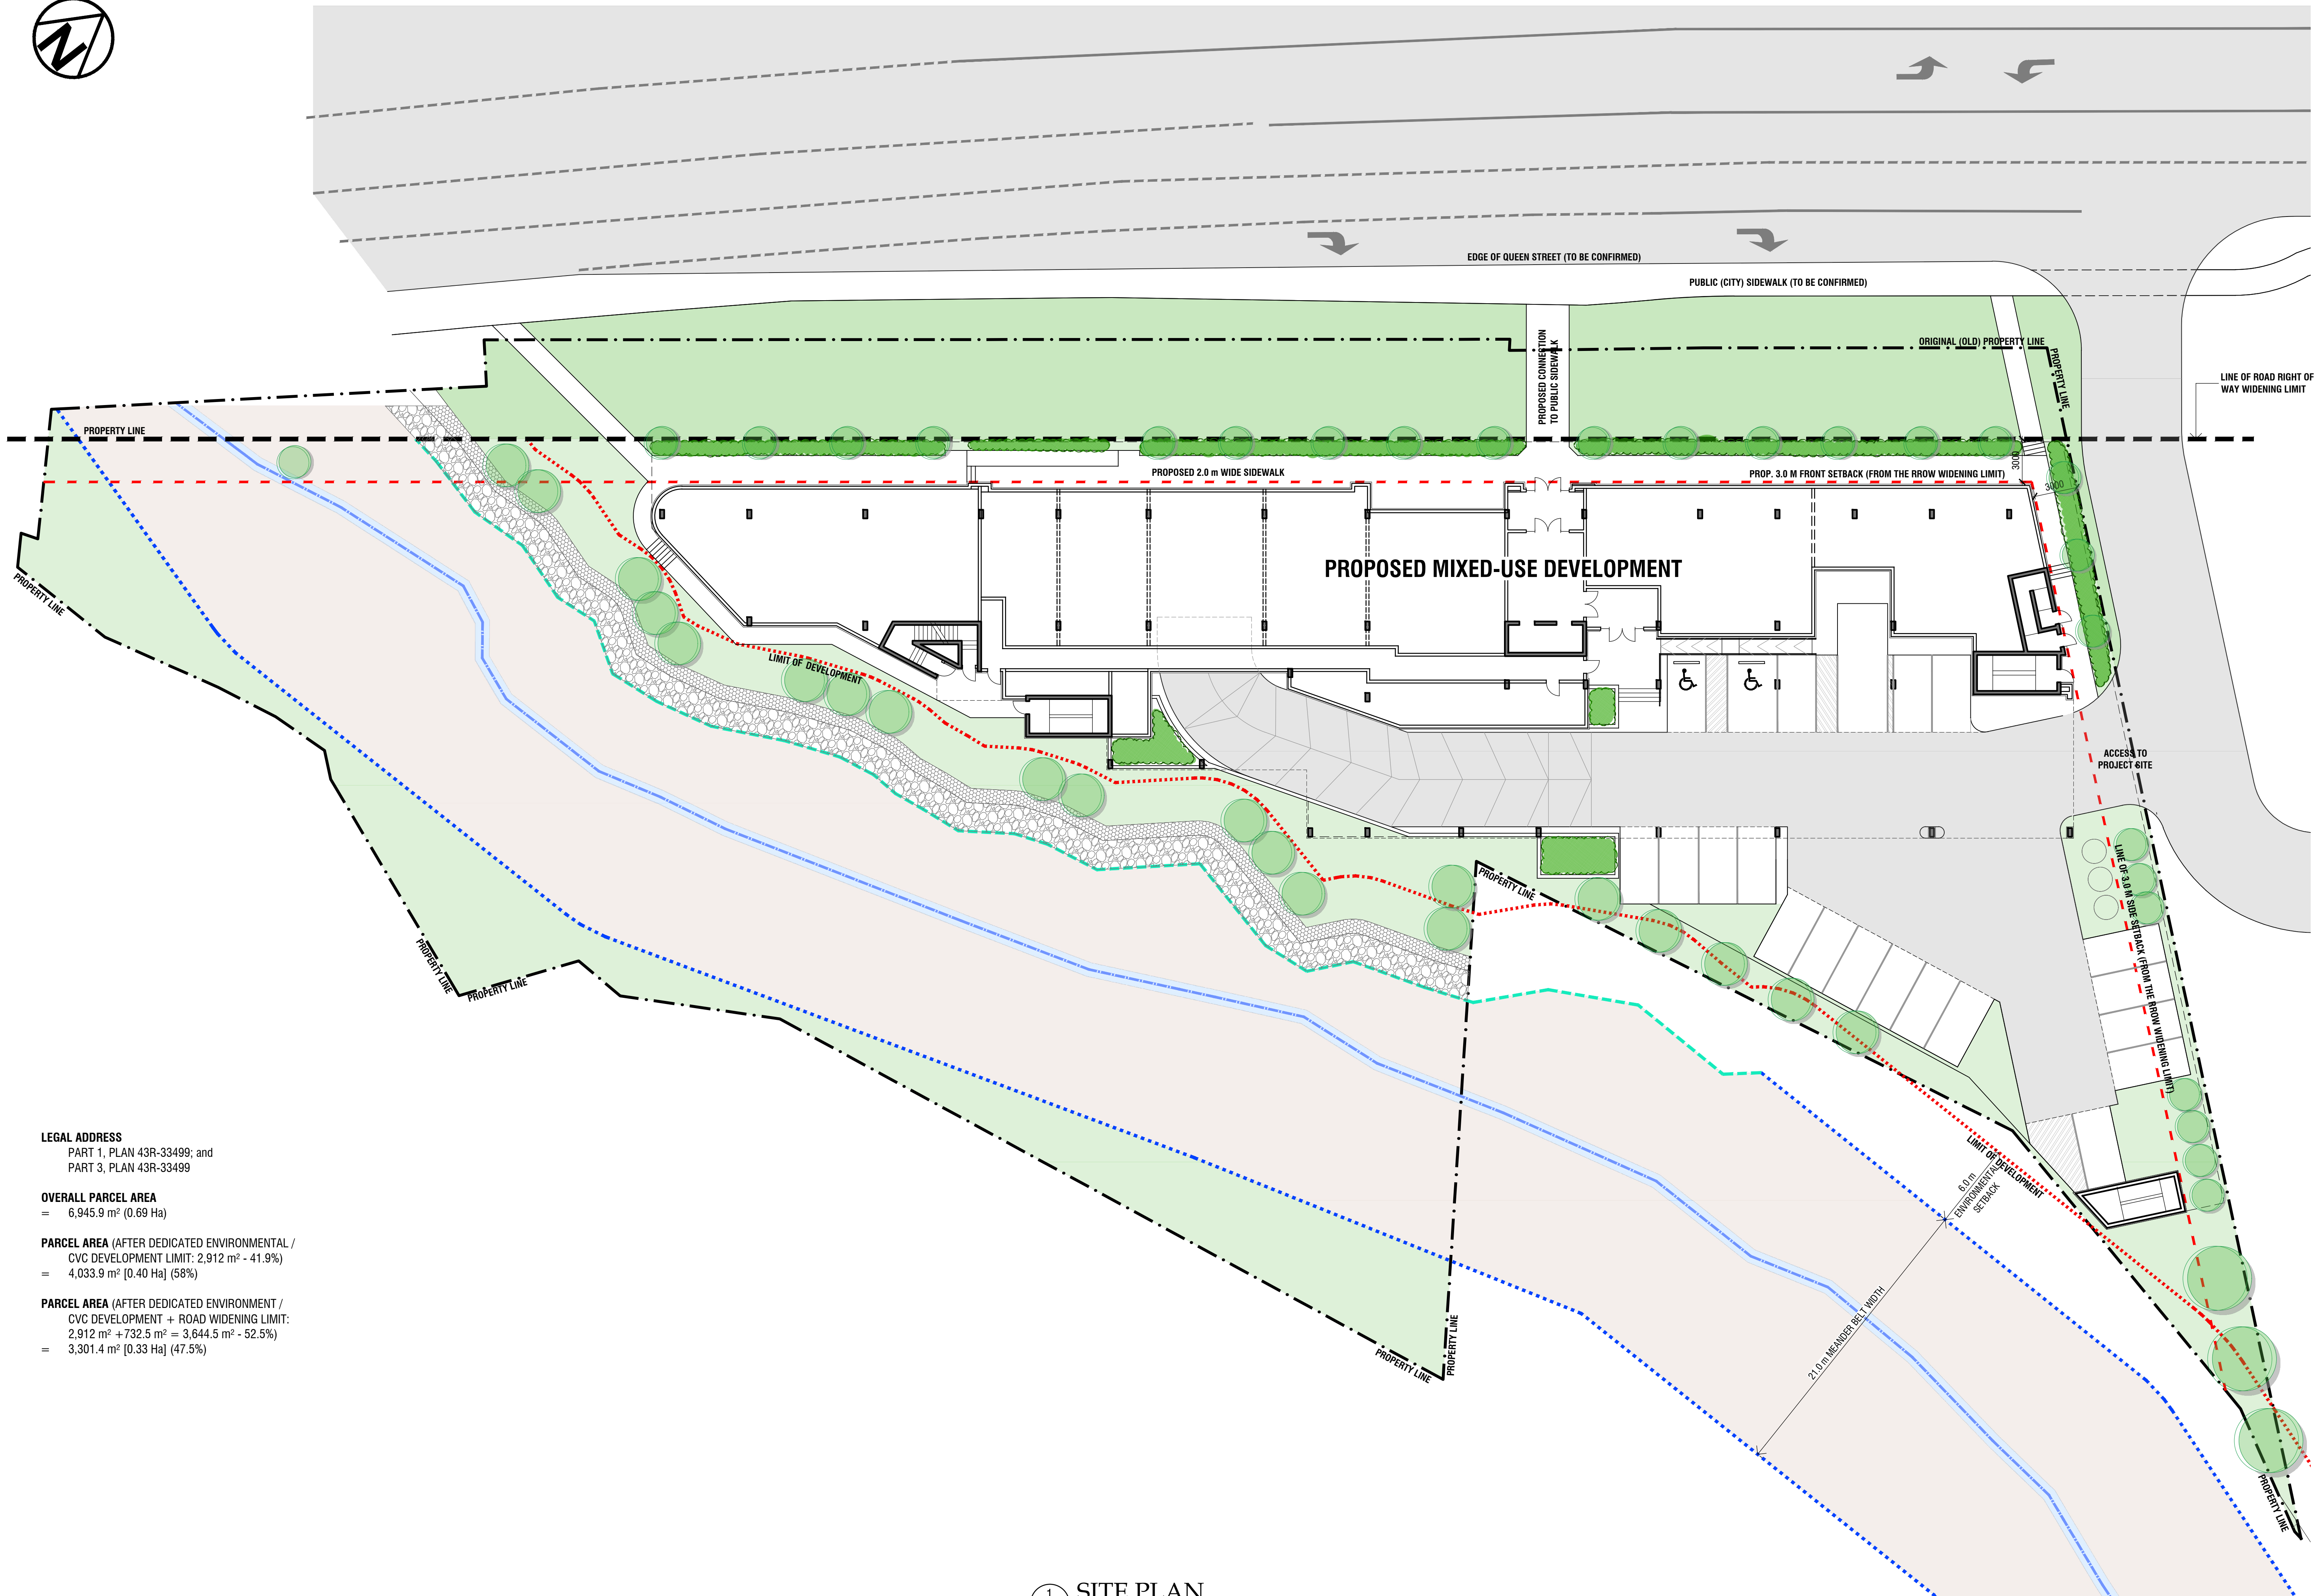 N
EDGE OF QUEEN STREET (TO BE CONFIRMED)
PUBLIC (CITY) SIDEWALK (TO BE CONFIRMED)
ORIGINAL (OLD) PROPERTY LINE
PROPERTY LINE
LINE OF ROAD RIGHT OF
WAY WIDENING LIMIT
PROPOSED CONNECTION
TO PUBLIC SIDEWALK
PROPERTY LINE
PROPOSED 2.0 m WIDE SIDEWALK
PROP. 3.0 M FRONT SETBACK (FROM THE RROW WIDENING LIMIT)
3000
3000
PROPOSED MIXED-USE DEVELOPMENT
PROPERTY LINE
LIMIT OF DEVELOPMENT
ACCESS TO
PROJECT SITE
PROPERTY LINE
LINE OF 3.0 M SIDE SETBACK (FROM THE RROW WIDENING LIMIT)
PROPERTY LINE
PROPERTY LINE
LIMIT OF DEVELOPMENT
6.0 m
ENVIRONMENTAL
SETBACK
21.0 m MEANDER BELT WIDTH
PROPERTY LINE
PROPERTY LINE
PROPERTY LINE
LEGAL ADDRESS
PART 1, PLAN 43R-33499; and
PART 3, PLAN 43R-33499
OVERALL PARCEL AREA
= 6,945.9 m² (0.69 Ha)
PARCEL AREA (AFTER DEDICATED ENVIRONMENTAL /
CVC DEVELOPMENT LIMIT: 2,912 m² - 41.9%)
= 4,033.9 m² [0.40 Ha] (58%)
PARCEL AREA (AFTER DEDICATED ENVIRONMENT /
CVC DEVELOPMENT + ROAD WIDENING LIMIT:
2,912 m² +732.5 m² = 3,644.5 m² - 52.5%)
= 3,301.4 m² [0.33 Ha] (47.5%)
1 SITE PLAN